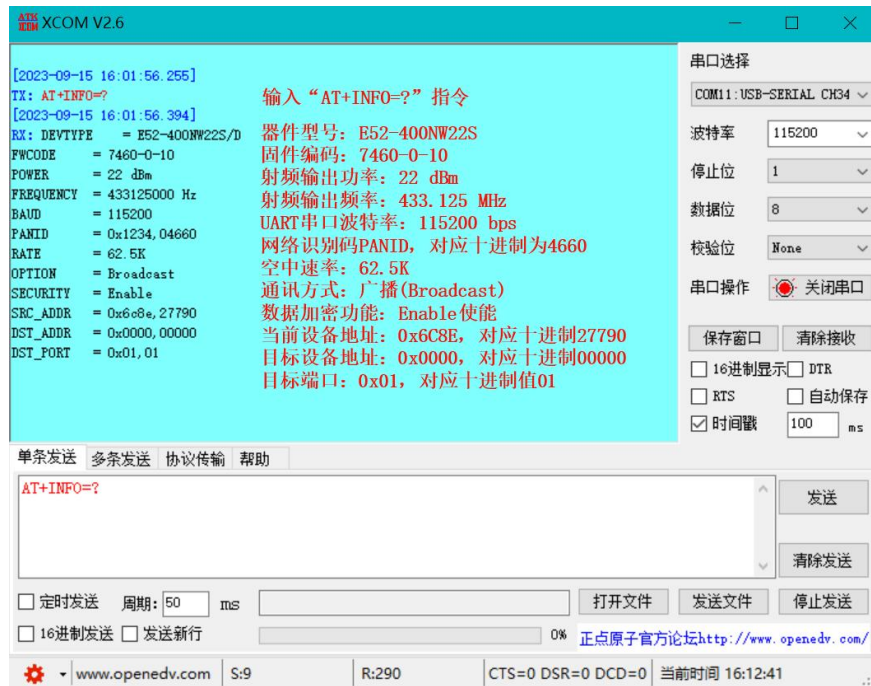 ATK XCOM XCOM V2.6
串口选择
[2023-09-15 16:01:56.255]
TX: AT+INFO=?
输入“AT+INFO=?”指令
COM11:USB-SERIAL CH34
[2023-09-15 16:01:56.394]
RX: DEVTYPE = E52-400NW22S/D
器件型号: E52-400NW22S
波特率 115200
FWCODE = 7460-0-10
固件编码: 7460-0-10
POWER = 22 dBm
射频输出功率: 22 dBm
停止位 1
FREQUENCY = 433125000 Hz
射频输出频率: 433.125 MHz
BAUD = 115200
UART串口波特率: 115200 bps
数据位 8
PANID = 0x1234,04660
网络识别码PANID, 对应十进制为4660
校验位 None
RATE = 62.5K
空中速率: 62.5K
OPTION = Broadcast
通讯方式: 广播(Broadcast)
串口操作 关闭串口
SECURITY = Enable
数据加密功能: Enable使能
SRC_ADDR = 0x6c8e,27790
当前设备地址: 0x6C8E, 对应十进制27790
DST_ADDR = 0x0000,00000
目标设备地址: 0x0000, 对应十进制00000
DST_PORT = 0x01,01
目标端口: 0x01, 对应十进制值01
保存窗口 清除接收
16进制显示 DTR
RTS 自动保存
时间戳 100 ms
单条发送 多条发送 协议传输 帮助
AT+INFO=?
发送
清除发送
定时发送 周期: 50 ms 打开文件 发送文件 停止发送
16进制发送 发送新行 0% 正点原子官方论坛http://www.openedv.com/
www.openedv.com S:9 R:290 CTS=0 DSR=0 DCD=0 当前时间 16:12:41